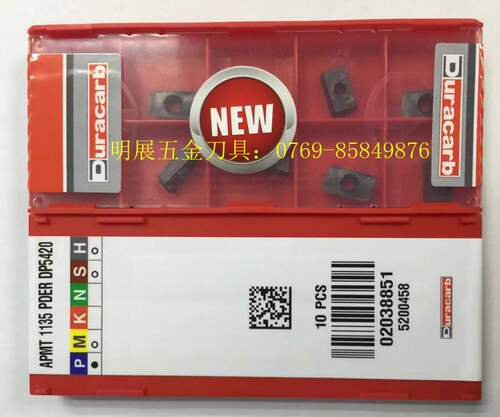 Duracarb
NEW
Duracarb
明展五金刀具：0769-85849876
APMT 1135 PDER DP5420
P M K N S H
10 PCS
02038851
5200458
Duracarb